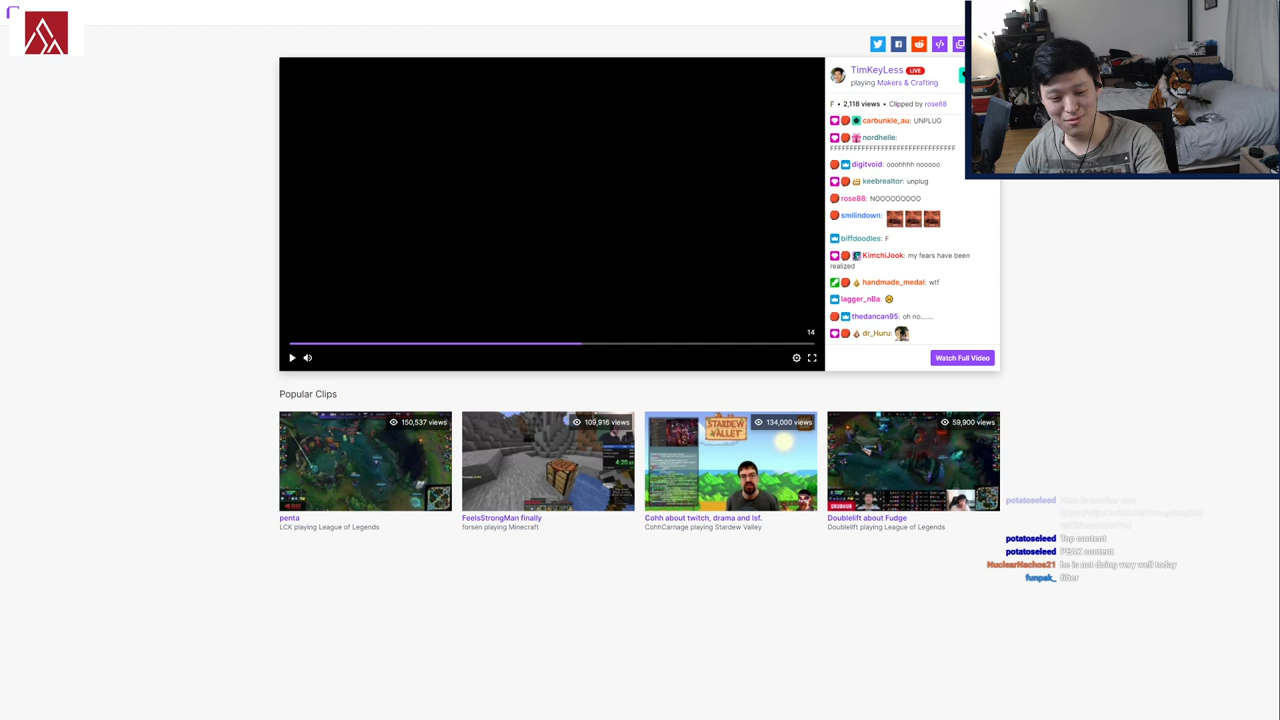 TimKeyLess LIVE
playing Makers & Crafting
F • 2,118 views • Clipped by rose88
carbunkle_au: UNPLUG
nordhelle:
FFFFFFFFFFFFFFFFFFFFFFFFFFFFFFFF
digitvoid: ooohhhh nooooo
keebrealtor: unplug
rose88: NOOOOOOOOO
smilindown:
biffdoodles: F
KimchiJook: my fears have been
realized
handmade_medal: wtf
lagger_nBa:
thedancan95: oh no.......
dr_Huru:
14
Watch Full Video
Popular Clips
150,537 views
109,916 views
134,000 views
59,900 views
4:20
STARDEW
VALLEY
penta
LCK playing League of Legends
FeelsStrongMan finally
forsen playing Minecraft
Cohh about twitch, drama and lsf.
CohhCarnage playing Stardew Valley
Doublelift about Fudge
Doublelift playing League of Legends
potatoseleed
potatoseleed Top content
potatoseleed PEAK content
NuclearNachos21 he is not doing very well today
funpak_ filter